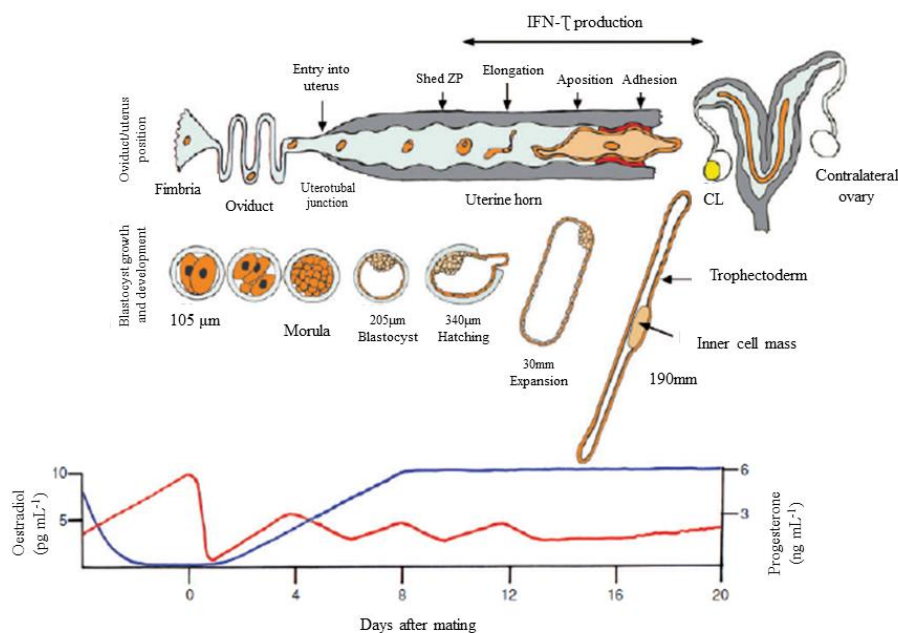 IFN-Ʈ production
Entry into
uterus
Shed ZP
Elongation
Aposition
Adhesion
Oviduct/uterus
position
Fimbria
Oviduct
Uterotubal
junction
Uterine horn
CL
Contralateral
ovary
Blastocyst growth
and development
105 μm
Morula
205μm
Blastocyst
340μm
Hatching
30mm
Expansion
190mm
Trophectoderm
Inner cell mass
Oestradiol
(pg mL-1)
10
5
6
3
Progesterone
(ng mL-1)
0
4
8
12
16
20
Days after mating